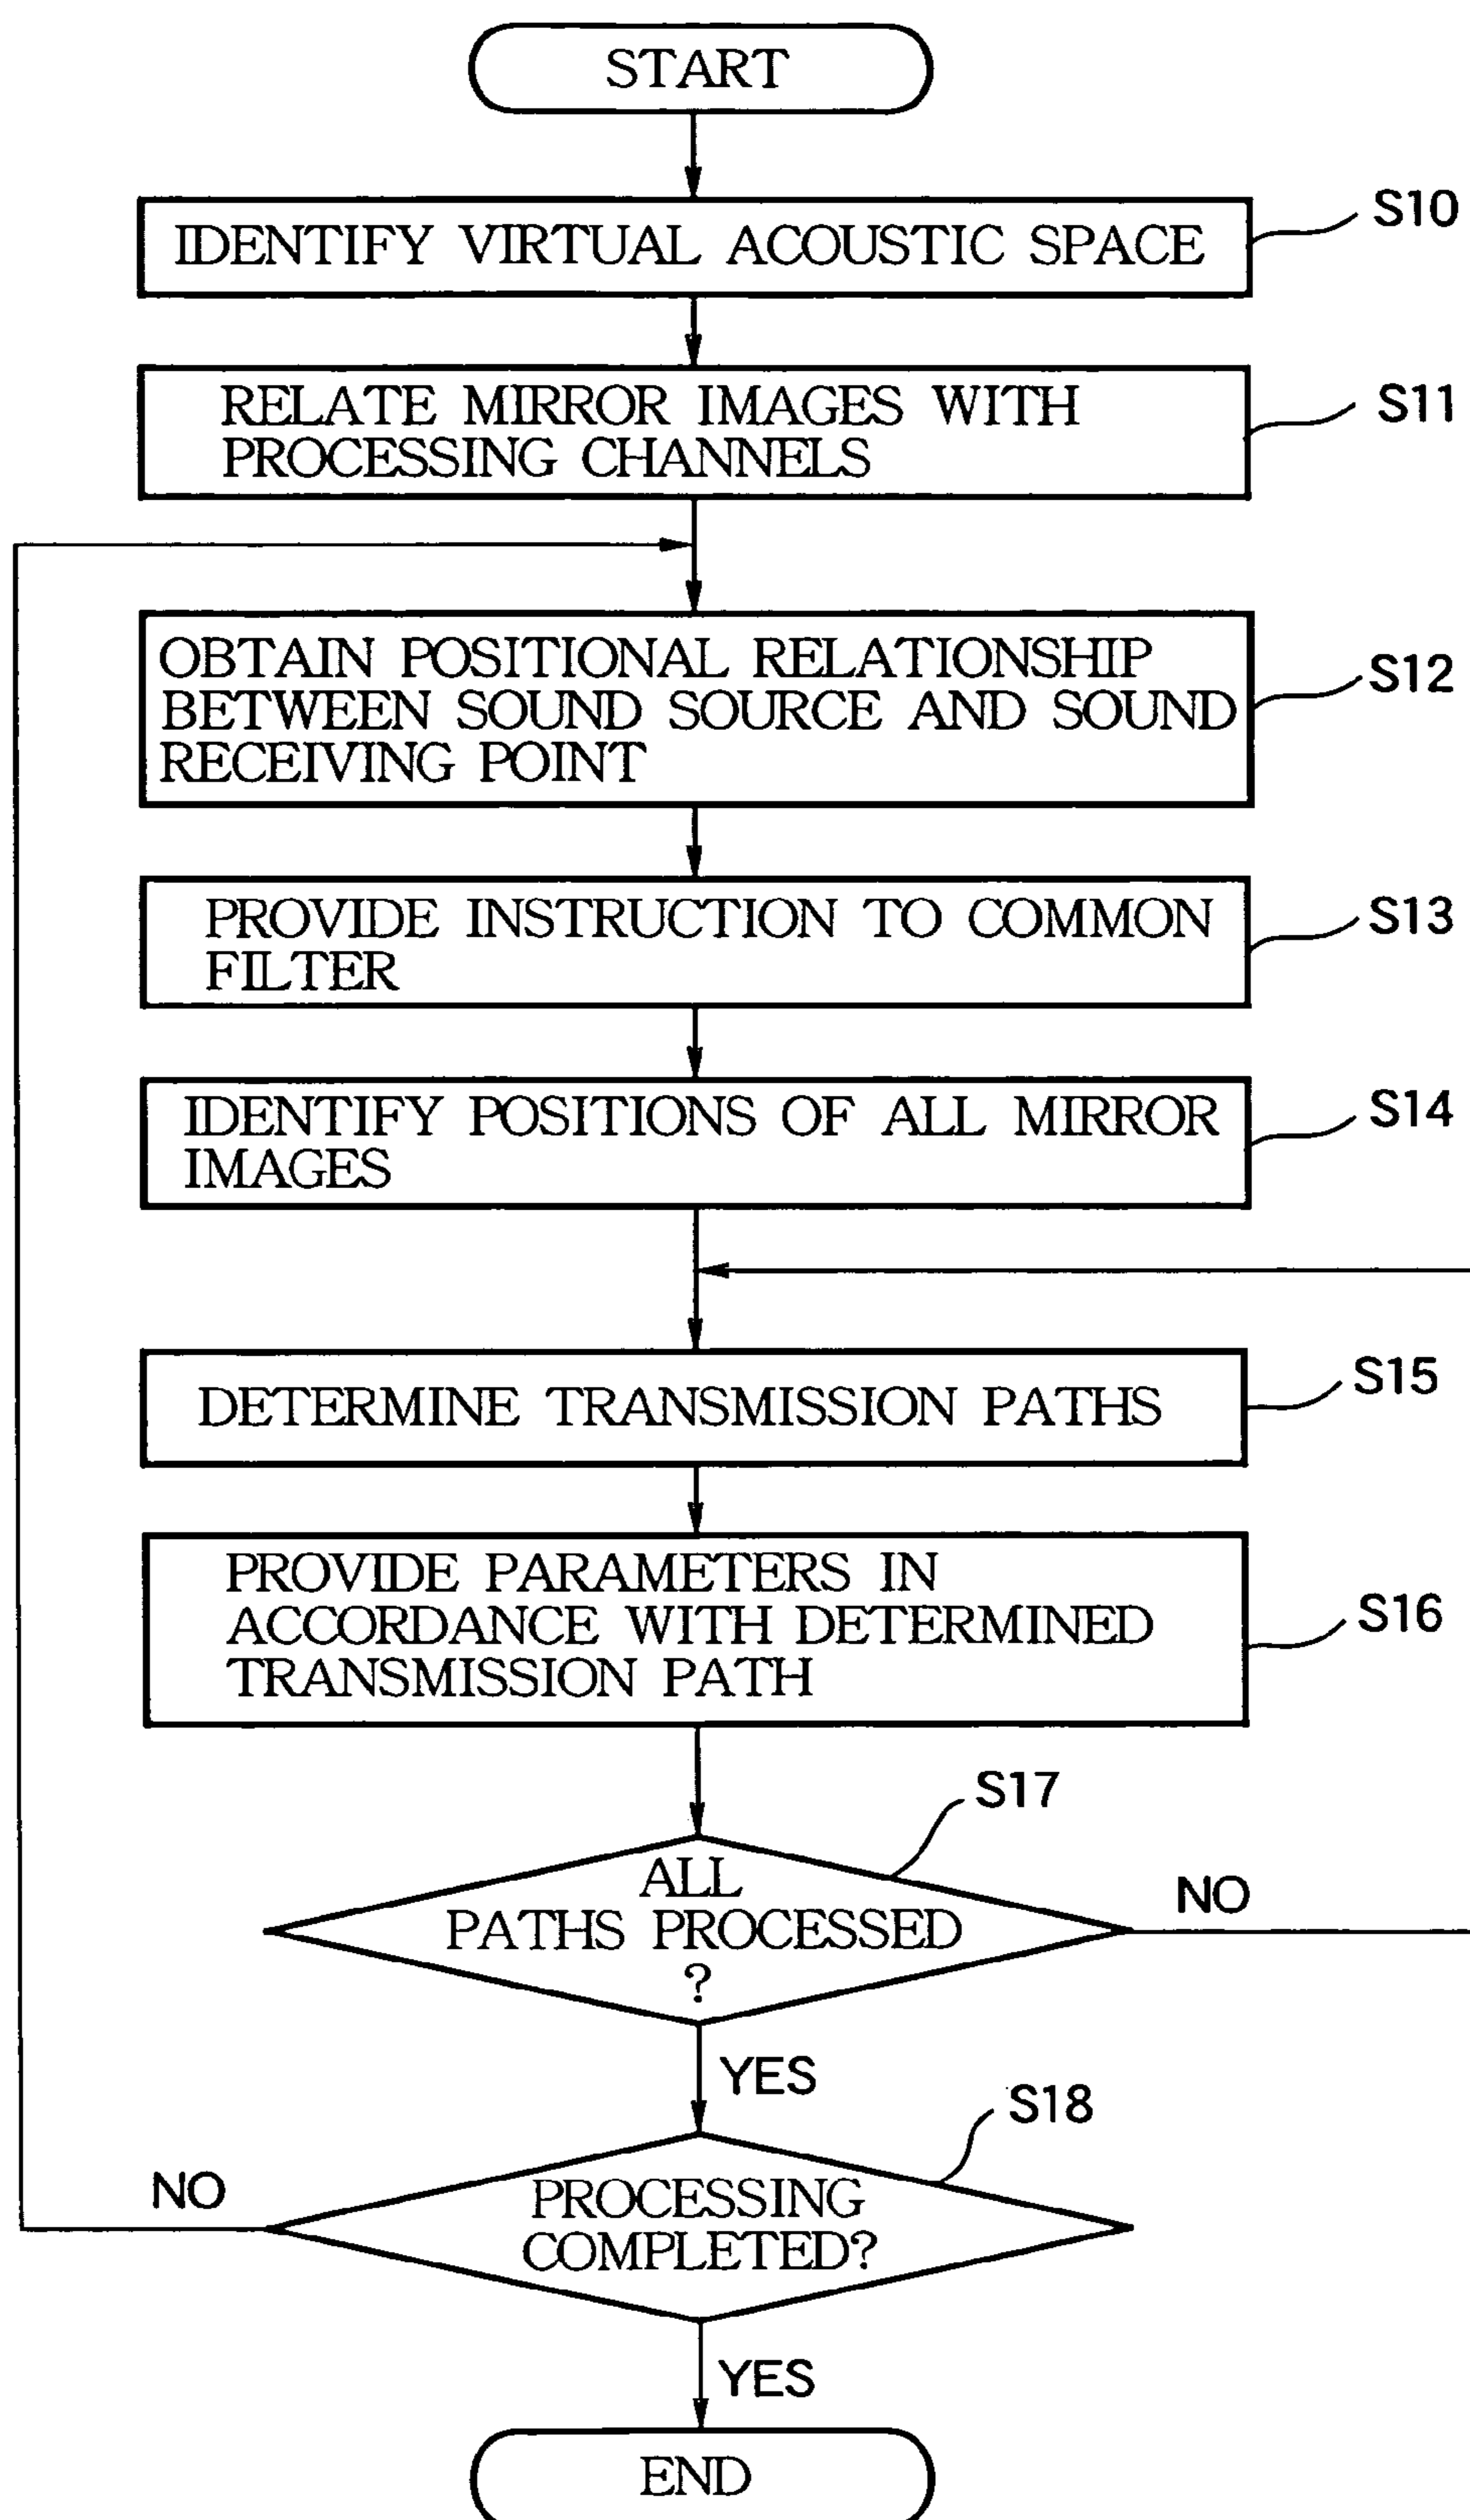 START
IDENTIFY VIRTUAL ACOUSTIC SPACE
S10
RELATE MIRROR IMAGES WITH
PROCESSING CHANNELS
S11
OBTAIN POSITIONAL RELATIONSHIP
BETWEEN SOUND SOURCE AND SOUND
RECEIVING POINT
S12
PROVIDE INSTRUCTION TO COMMON
FILTER
S13
IDENTIFY POSITIONS OF ALL MIRROR
IMAGES
S14
DETERMINE TRANSMISSION PATHS
S15
PROVIDE PARAMETERS IN
ACCORDANCE WITH DETERMINED
TRANSMISSION PATH
S16
S17
ALL
PATHS PROCESSED
?
NO
YES
S18
PROCESSING
COMPLETED?
NO
YES
END